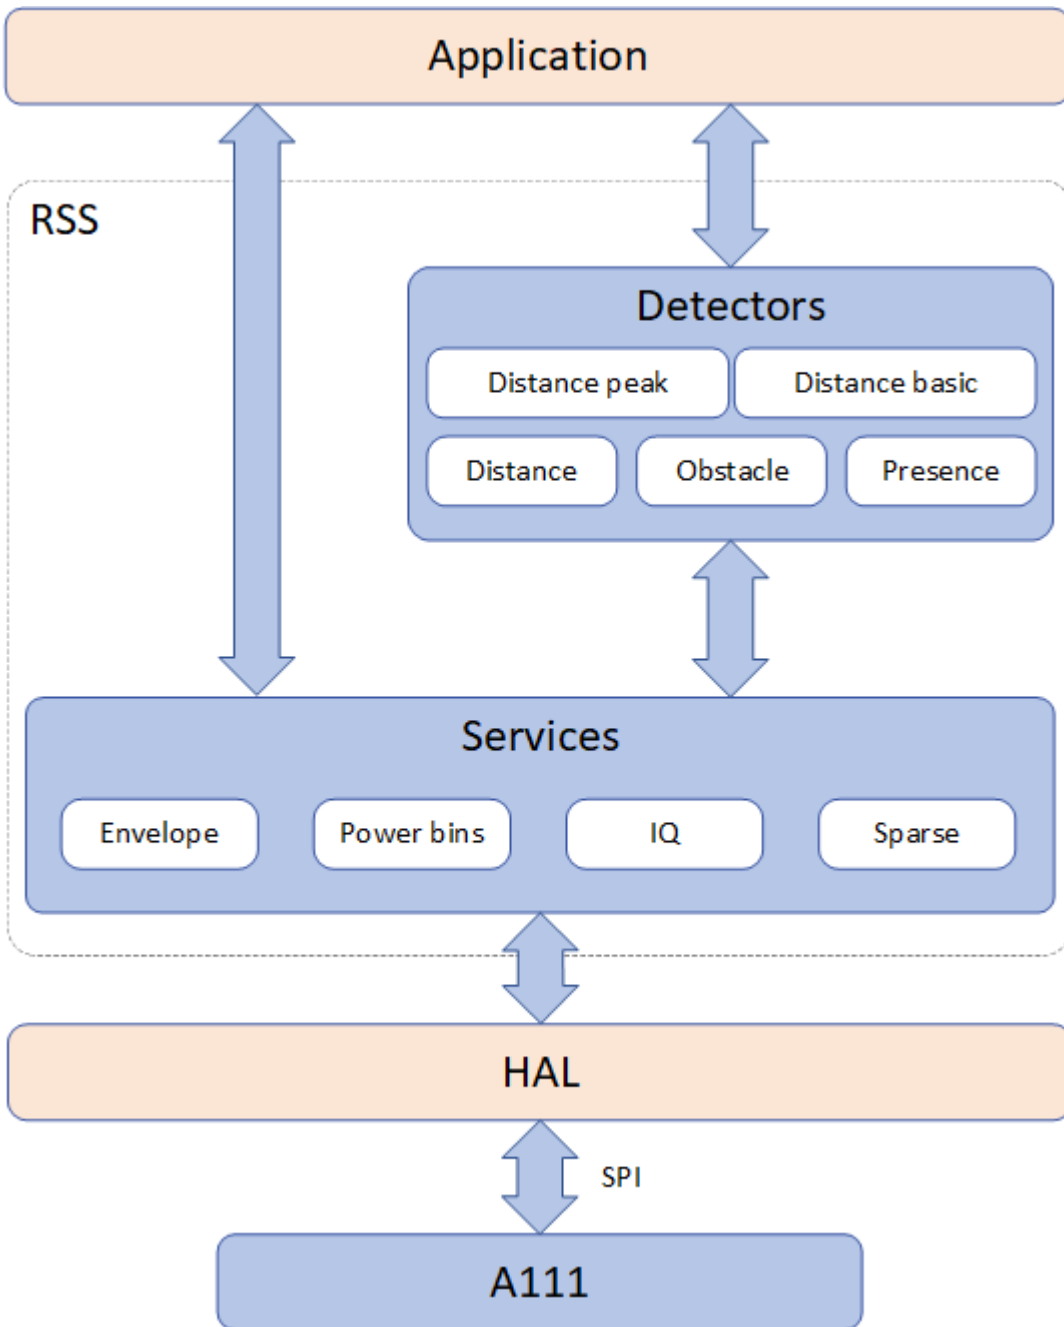 Application
RSS
Detectors
Distance peak
Distance basic
Distance
Obstacle
Presence
Services
Envelope
Power bins
IQ
Sparse
HAL
SPI
A111